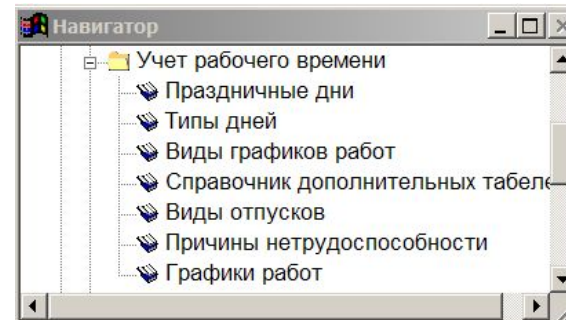 Навигатор
Учет рабочего времени
Праздничные дни
Типы дней
Виды графиков работ
Справочник дополнительных
Виды отпусков
Причины нетрудоспособности
Графики работ